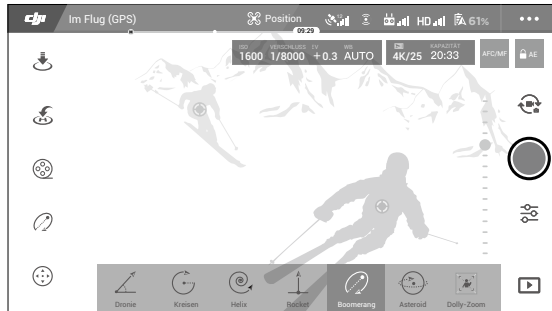 dji Im Flug (GPS) Position HD 61%
09:29
ISO VERSCHLUSS EV WB KAPAZITÄT
1600 1/8000 +0.3 AUTO 4K/25 20:33 AFC/MF AE
Dronie Kreisen Helix Rocket Boomerang Asteroid Dolly-Zoom